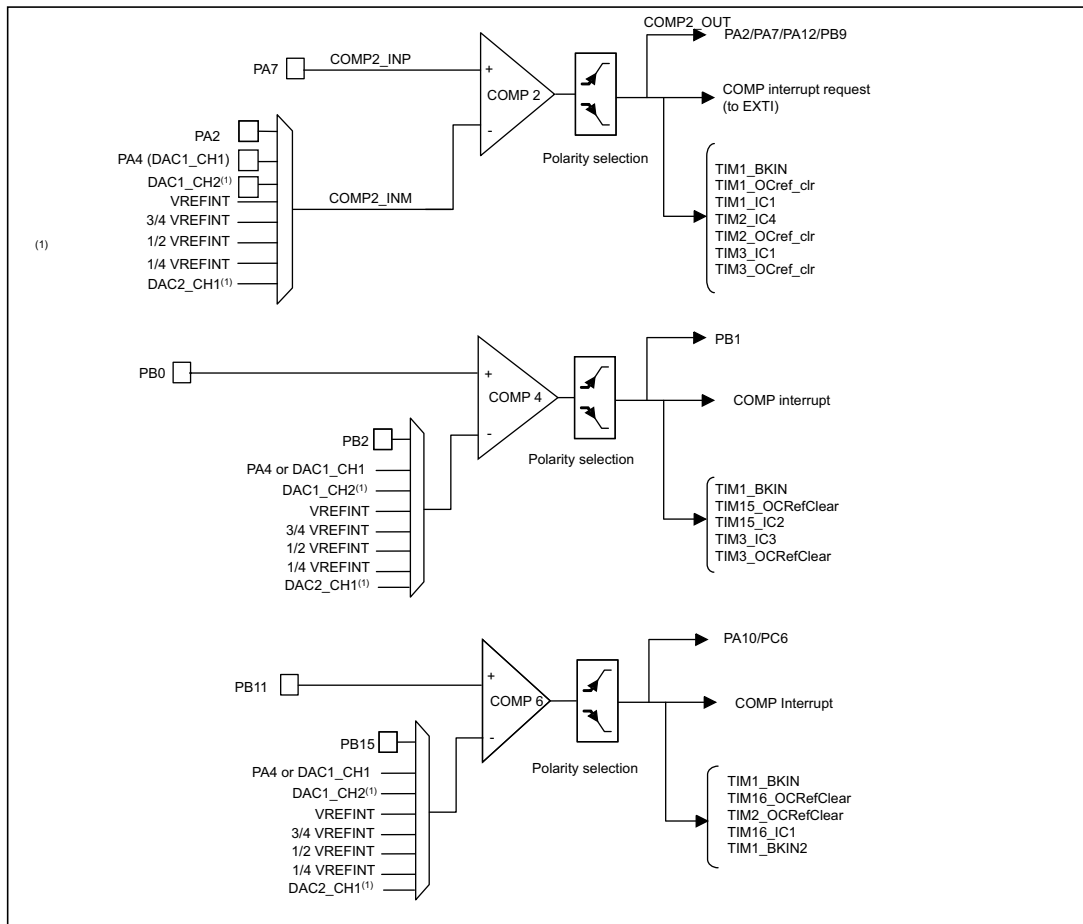 COMP2_OUT
PA2/PA7/PA12/PB9
COMP2_INP
PA7
+
COMP 2
-
COMP interrupt request
(to EXTI)
Polarity selection
PA2
PA4 (DAC1_CH1)
DAC1_CH2(1)
VREFINT
3/4 VREFINT
1/2 VREFINT
1/4 VREFINT
DAC2_CH1(1)
COMP2_INM
(1)
TIM1_BKIN
TIM1_OCref_clr
TIM1_IC1
TIM2_IC4
TIM2_OCref_clr
TIM3_IC1
TIM3_OCref_clr
PB1
PB0
+
COMP 4
-
COMP interrupt
Polarity selection
PB2
PA4 or DAC1_CH1
DAC1_CH2(1)
VREFINT
3/4 VREFINT
1/2 VREFINT
1/4 VREFINT
DAC2_CH1(1)
TIM1_BKIN
TIM15_OCRefClear
TIM15_IC2
TIM3_IC3
TIM3_OCRefClear
PA10/PC6
PB11
+
COMP 6
-
COMP Interrupt
Polarity selection
PB15
PA4 or DAC1_CH1
DAC1_CH2(1)
VREFINT
3/4 VREFINT
1/2 VREFINT
1/4 VREFINT
DAC2_CH1(1)
TIM1_BKIN
TIM16_OCRefClear
TIM2_OCRefClear
TIM16_IC1
TIM1_BKIN2